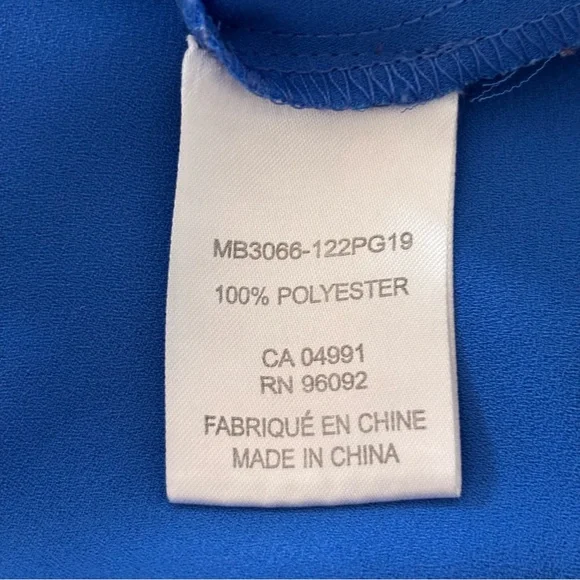 MB3066-122PG19
100% POLYESTER
CA 04991
RN 96092
FABRIQUÉ EN CHINE
MADE IN CHINA